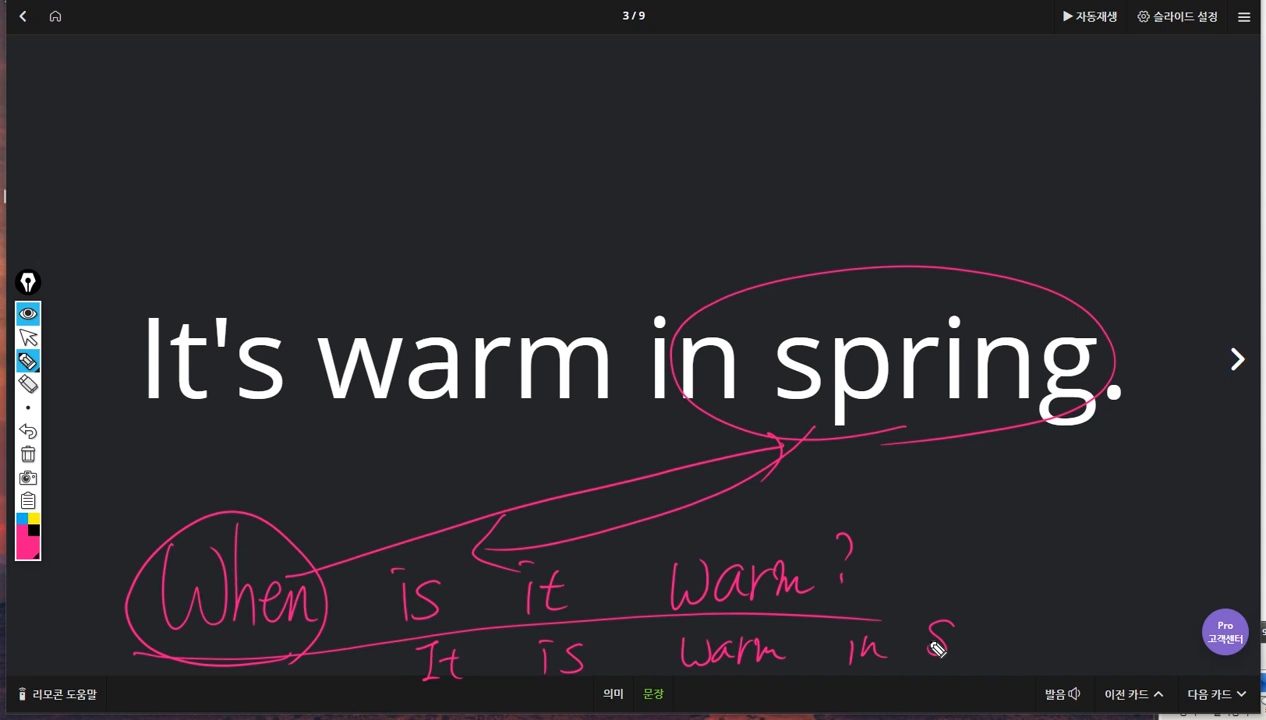 3 / 9
▶ 자동재생
슬라이드 설정
It's warm in spring.
When is it warm?
It is warm in s
Pro
고객센터
리모콘 도움말
의미
문장
발음
이전 카드
다음 카드